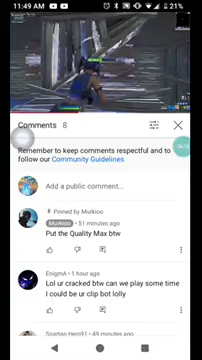 11:49 AM
21%
Comments 8
Remember to keep comments respectful and to
follow our Community Guidelines
Add a public comment...
Pinned by Murkioo
Murkioo • 51 minutes ago
Put the Quality Max btw
EnigmA • 1 hour ago
Lol ur cracked btw can we play some time
I could be ur clip bot lolly
Spartan Hero91 • 49 minutes ago